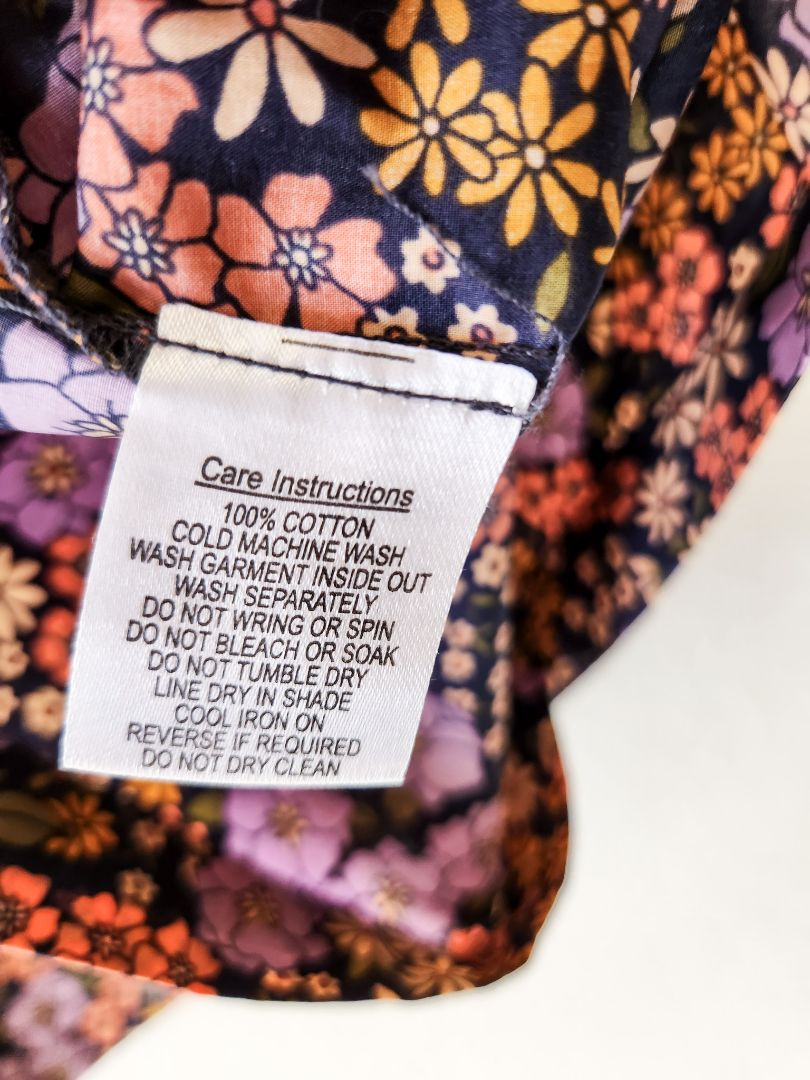 Care Instructions
100% COTTON
COLD MACHINE WASH
WASH GARMENT INSIDE OUT
WASH SEPARATELY
DO NOT WRING OR SPIN
DO NOT BLEACH OR SOAK
DO NOT TUMBLE DRY
LINE DRY IN SHADE
COOL IRON ON
REVERSE IF REQUIRED
DO NOT DRY CLEAN